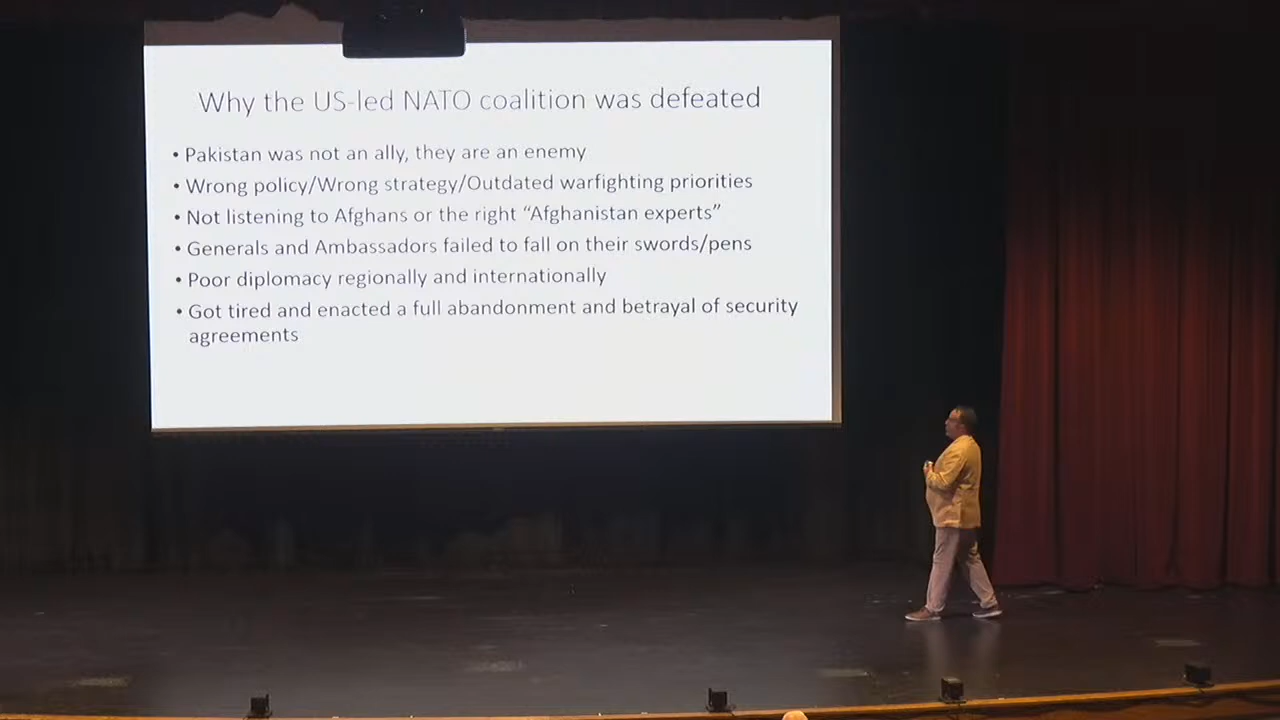 Why the US-led NATO coalition was defeated
• Pakistan was not an ally, they are an enemy
• Wrong policy/Wrong strategy/Outdated warfighting priorities
• Not listening to Afghans or the right “Afghanistan experts”
• Generals and Ambassadors failed to fall on their swords/pens
• Poor diplomacy regionally and internationally
• Got tired and enacted a full abandonment and betrayal of security
agreements